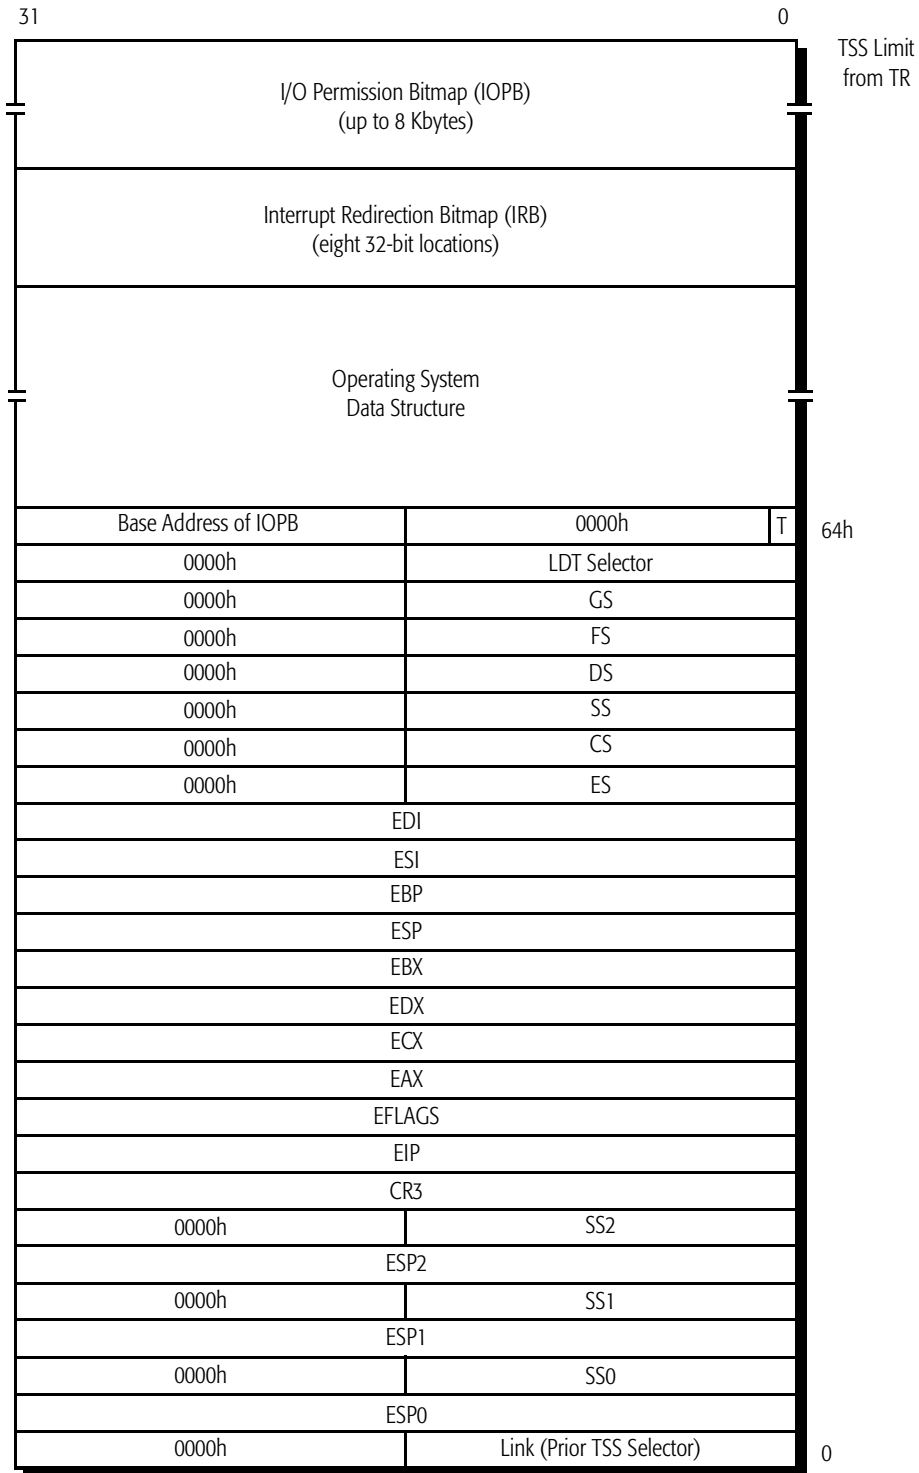 31 0
TSS Limit
from TR
I/O Permission Bitmap (IOPB)
(up to 8 Kbytes)
Interrupt Redirection Bitmap (IRB)
(eight 32-bit locations)
Operating System
Data Structure
Base Address of IOPB 0000h T 64h
0000h LDT Selector
0000h GS
0000h FS
0000h DS
0000h SS
0000h CS
0000h ES
EDI
ESI
EBP
ESP
EBX
EDX
ECX
EAX
EFLAGS
EIP
CR3
0000h SS2
ESP2
0000h SS1
ESP1
0000h SS0
ESP0
0000h Link (Prior TSS Selector) 0